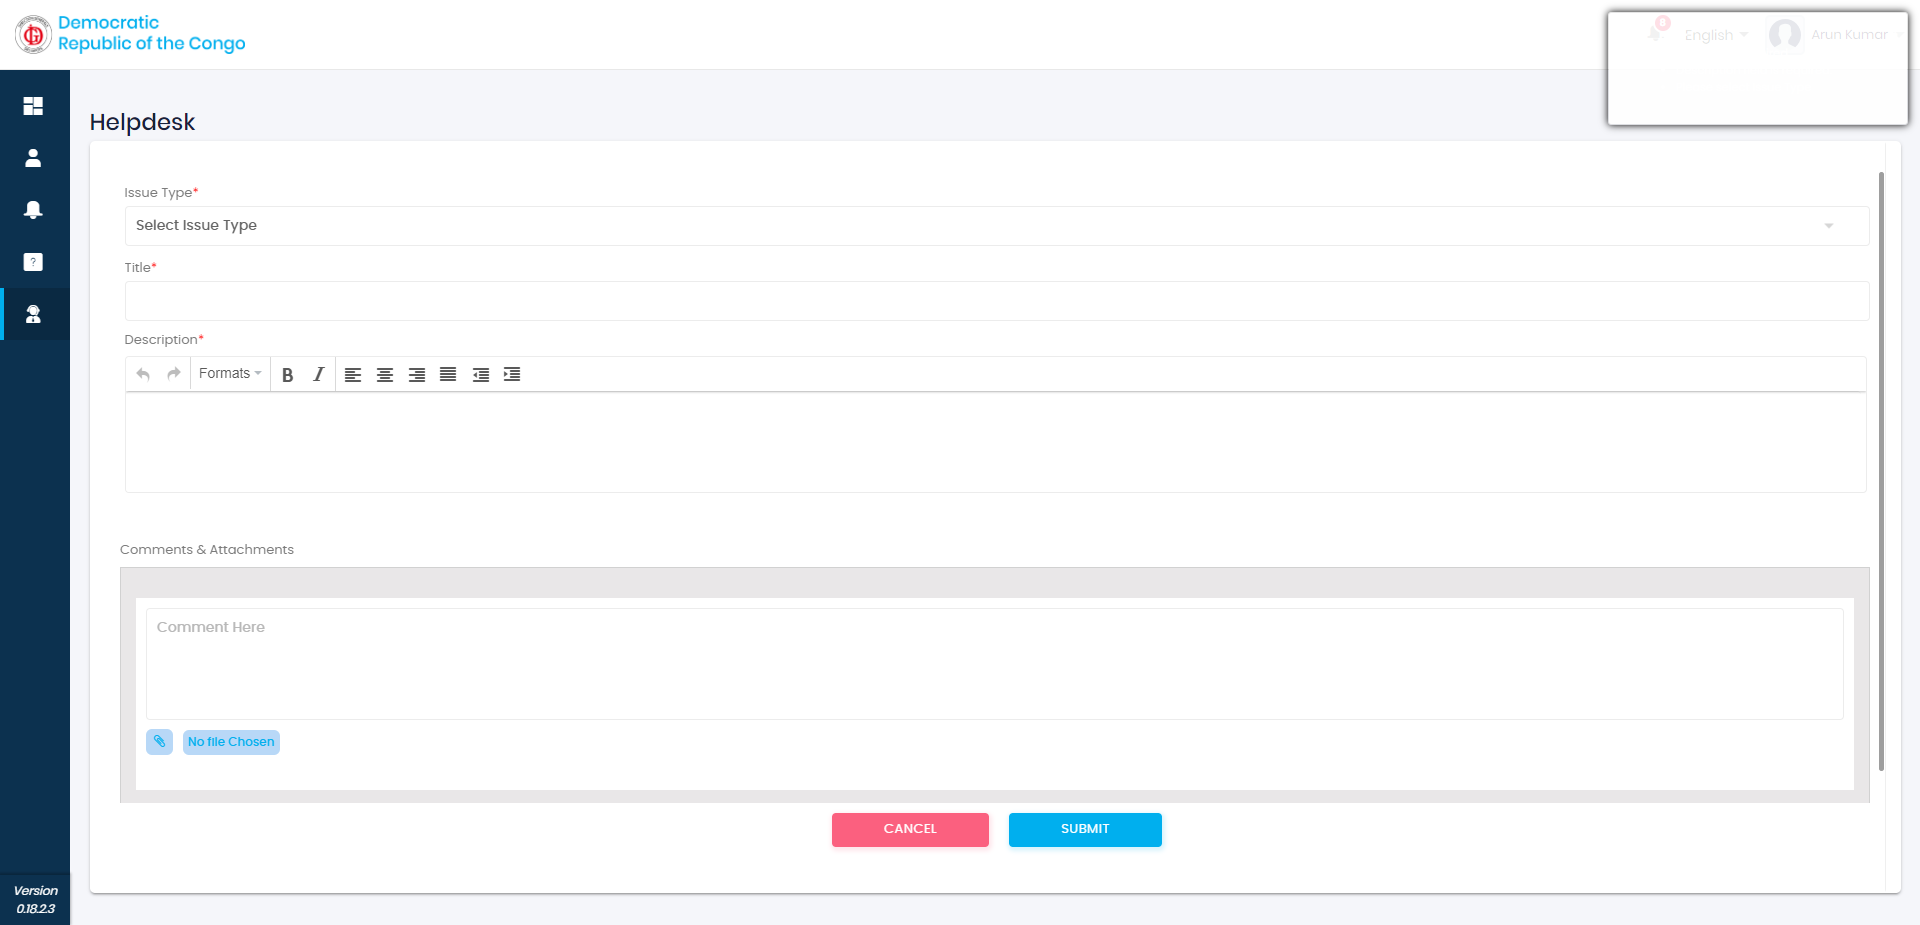 Democratic
Republic of the Congo
8
English
Arun Kumar
Helpdesk
Issue Type*
Select Issue Type
Title*
Description*
Formats
B I
Comments & Attachments
Comment Here
No file Chosen
CANCEL
SUBMIT
Version
0.18.2.3